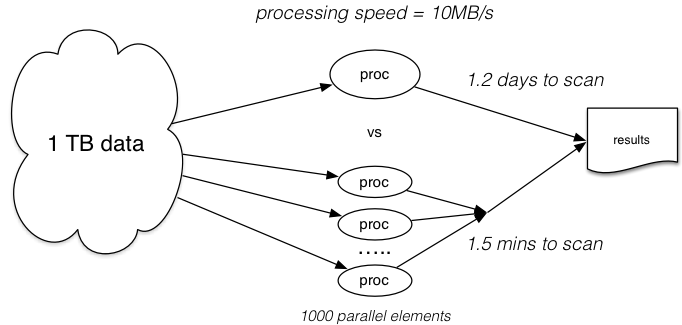 processing speed = 10MB/s
proc
1.2 days to scan
1 TB data
vs
results
proc
proc
1.5 mins to scan
.....
proc
1000 parallel elements